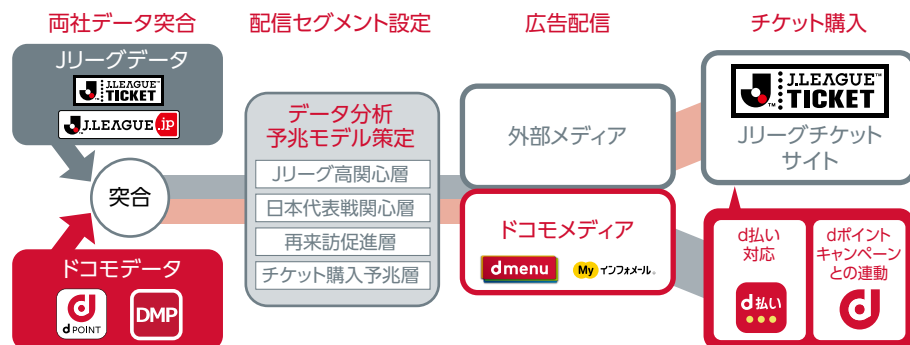 両社データ突合
配信セグメント設定
広告配信
チケット購入
Jリーグデータ
J.LEAGUE™
TICKET
J.LEAGUE.jp
突合
ドコモデータ
d POINT
DMP
データ分析
予兆モデル策定
Jリーグ高関心層
日本代表戦関心層
再来訪促進層
チケット購入予兆層
外部メディア
ドコモメディア
dmenu
My インフォメール。
J.LEAGUE™
TICKET
Jリーグチケット
サイト
d払い
対応
d払い
dポイント
キャンペーン
との連動
d